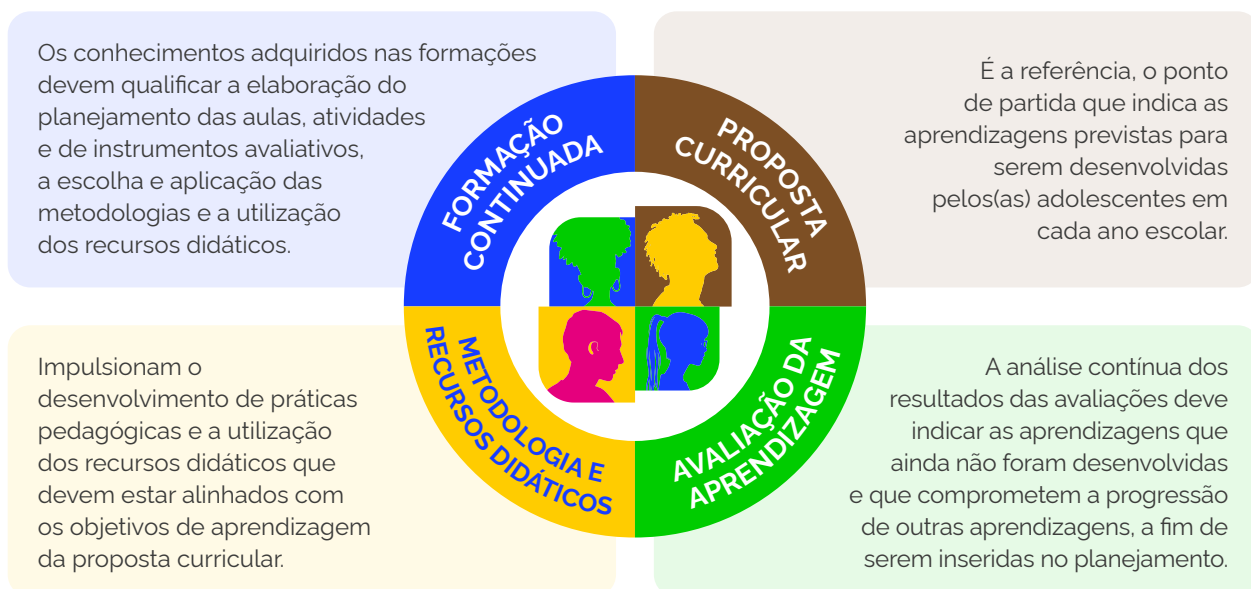 Os conhecimentos adquiridos nas formações
devem qualificar a elaboração do
planejamento das aulas, atividades
e de instrumentos avaliativos,
a escolha e aplicação das
metodologias e a utilização
dos recursos didáticos.
FORMAÇÃO
CONTINUADA
PROPOSTA
CURRICULAR
É a referência, o ponto
de partida que indica as
aprendizagens previstas para
serem desenvolvidas
pelos(as) adolescentes em
cada ano escolar.
Impulsionam o
desenvolvimento de práticas
pedagógicas e a utilização
dos recursos didáticos que
devem estar alinhados com
os objetivos de aprendizagem
da proposta curricular.
METODOLOGIA E
RECURSOS DIDÁTICOS
AVALIAÇÃO DA
APRENDIZAGEM
A análise contínua dos
resultados das avaliações deve
indicar as aprendizagens que
ainda não foram desenvolvidas
e que comprometem a progressão
de outras aprendizagens, a fim de
serem inseridas no planejamento.